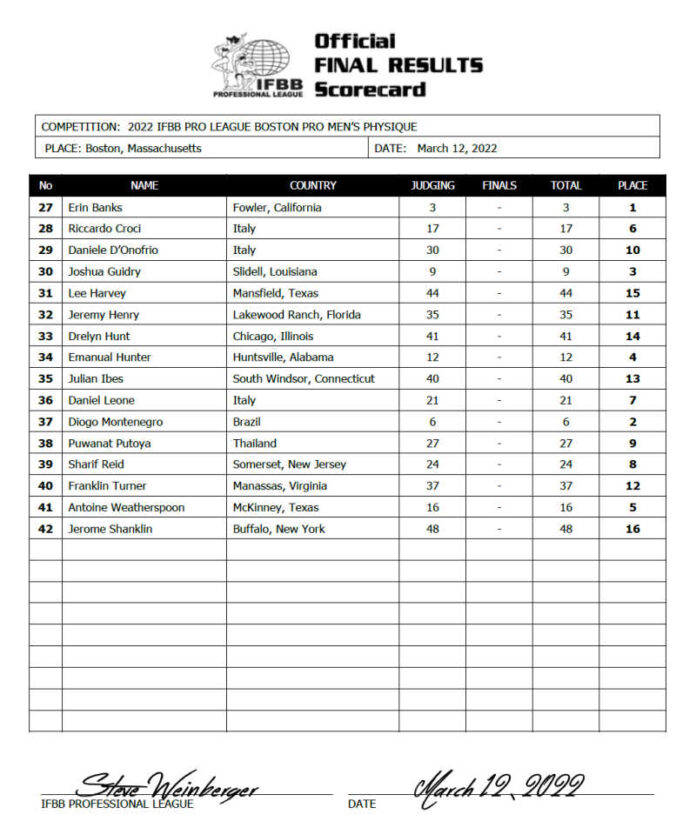 Official
FINAL RESULTS
Scorecard
IFBB
PROFESSIONAL LEAGUE
COMPETITION: 2022 IFBB PRO LEAGUE BOSTON PRO MEN'S PHYSIQUE
PLACE: Boston, Massachusetts DATE: March 12, 2022
No NAME COUNTRY JUDGING FINALS TOTAL PLACE
27 Erin Banks Fowler, California 3 - 3 1
28 Riccardo Croci Italy 17 - 17 6
29 Daniele D'Onofrio Italy 30 - 30 10
30 Joshua Guidry Slidell, Louisiana 9 - 9 3
31 Lee Harvey Mansfield, Texas 44 - 44 15
32 Jeremy Henry Lakewood Ranch, Florida 35 - 35 11
33 Drelyn Hunt Chicago, Illinois 41 - 41 14
34 Emanual Hunter Huntsville, Alabama 12 - 12 4
35 Julian Ibes South Windsor, Connecticut 40 - 40 13
36 Daniel Leone Italy 21 - 21 7
37 Diogo Montenegro Brazil 6 - 6 2
38 Puwanat Putoya Thailand 27 - 27 9
39 Sharif Reid Somerset, New Jersey 24 - 24 8
40 Franklin Turner Manassas, Virginia 37 - 37 12
41 Antoine Weatherspoon McKinney, Texas 16 - 16 5
42 Jerome Shanklin Buffalo, New York 48 - 48 16
Steve Weinberger March 12, 2022
IFBB PROFESSIONAL LEAGUE DATE